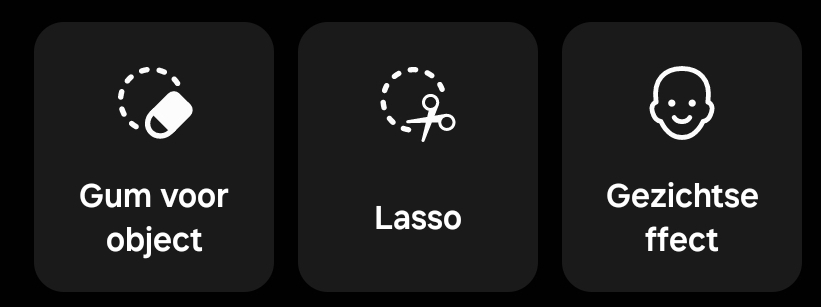 Gum voor
object
Lasso
Gezichtse
ffect